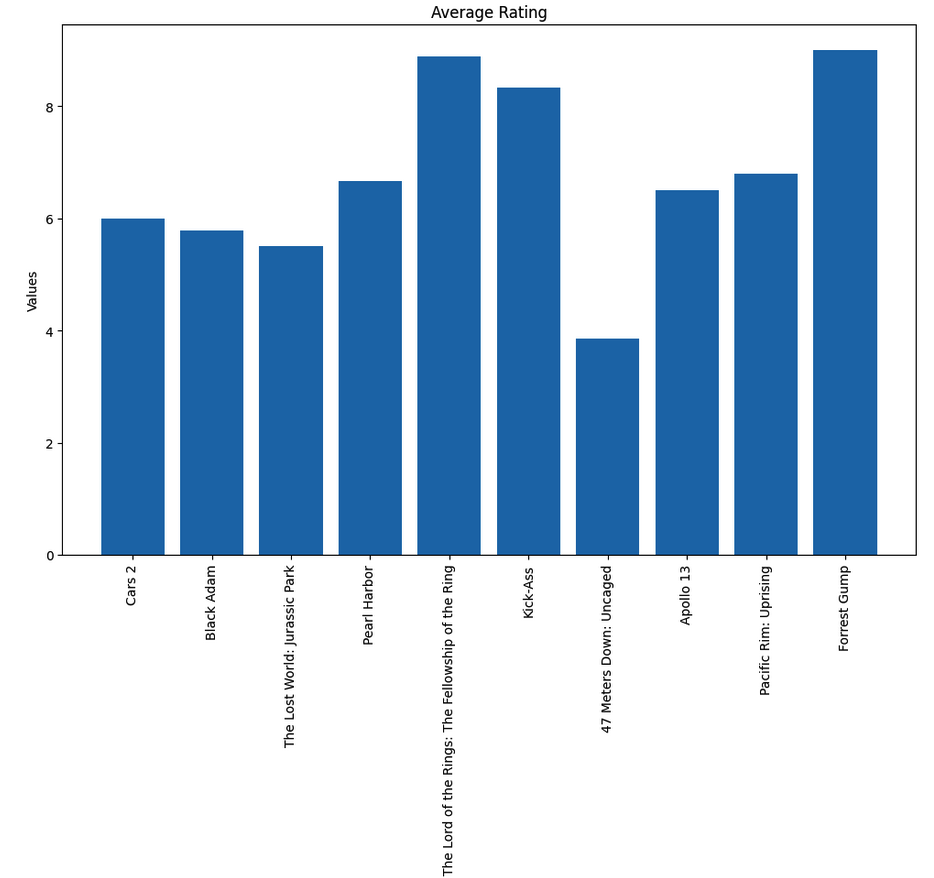 Average Rating
Values
8
6
4
2
0
Cars 2
Black Adam
The Lost World: Jurassic Park
Pearl Harbor
The Lord of the Rings: The Fellowship of the Ring
Kick-Ass
47 Meters Down: Uncaged
Apollo 13
Pacific Rim: Uprising
Forrest Gump